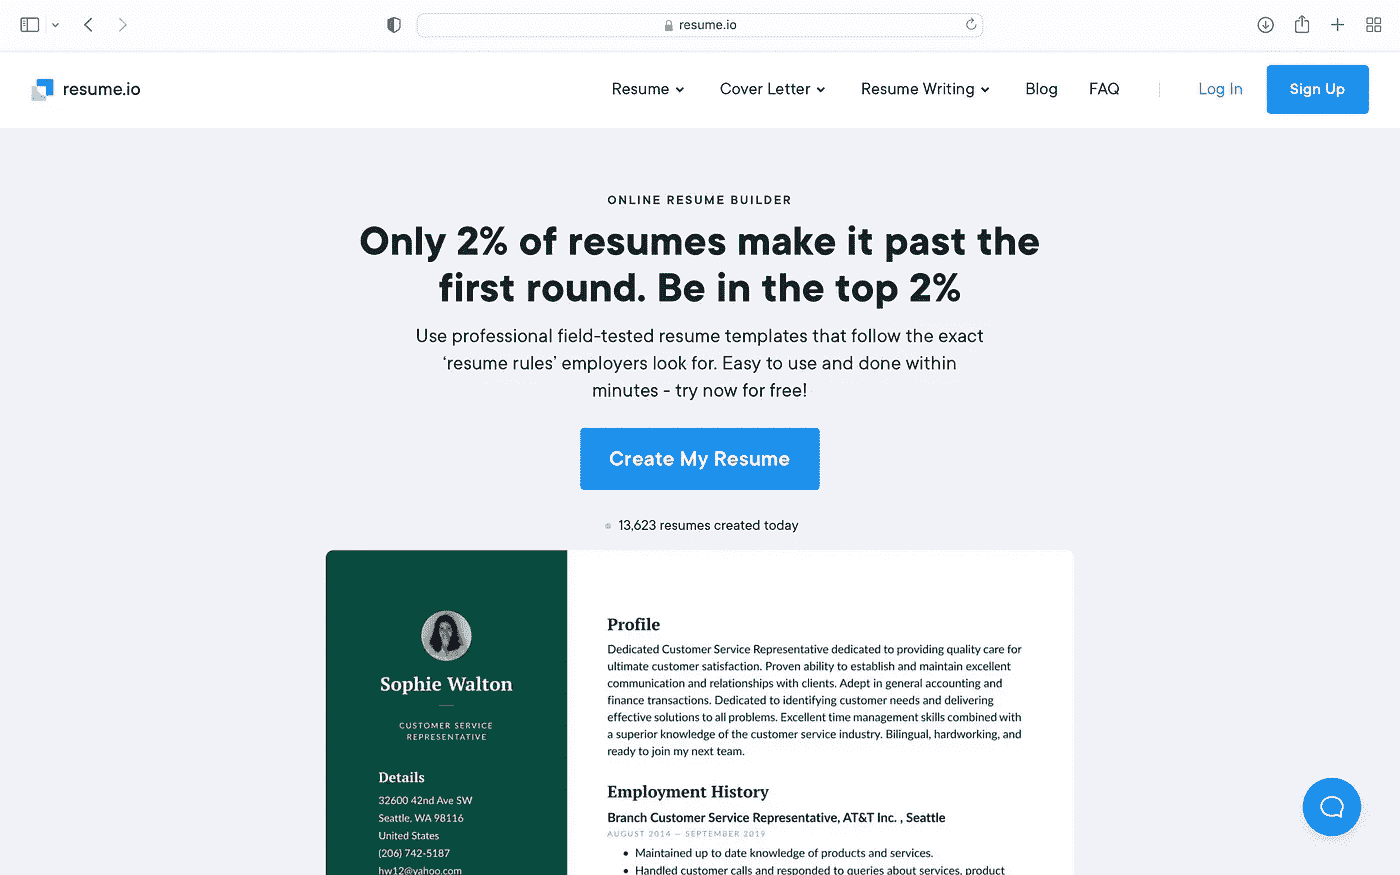 resume.io
resume.io
Resume
Cover Letter
Resume Writing
Blog
FAQ
Log In
Sign Up
ONLINE RESUME BUILDER
Only 2% of resumes make it past the
first round. Be in the top 2%
Use professional field-tested resume templates that follow the exact
‘resume rules’ employers look for. Easy to use and done within
minutes - try now for free!
Create My Resume
13,623 resumes created today
Sophie Walton
CUSTOMER SERVICE
REPRESENTATIVE
Details
32600 42nd Ave SW
Seattle, WA 98116
United States
(206) 742-5187
hw12@yahoo.com
Profile
Dedicated Customer Service Representative dedicated to providing quality care for
ultimate customer satisfaction. Proven ability to establish and maintain excellent
communication and relationships with clients. Adept in general accounting and
finance transactions. Dedicated to identifying customer needs and delivering
effective solutions to all problems. Excellent time management skills combined with
a superior knowledge of the customer service industry. Bilingual, hardworking, and
ready to join my next team.
Employment History
Branch Customer Service Representative, AT&T Inc. , Seattle
AUGUST 2014 — SEPTEMBER 2019
• Maintained up to date knowledge of products and services.
• Handled customer calls and responded to queries about services, product